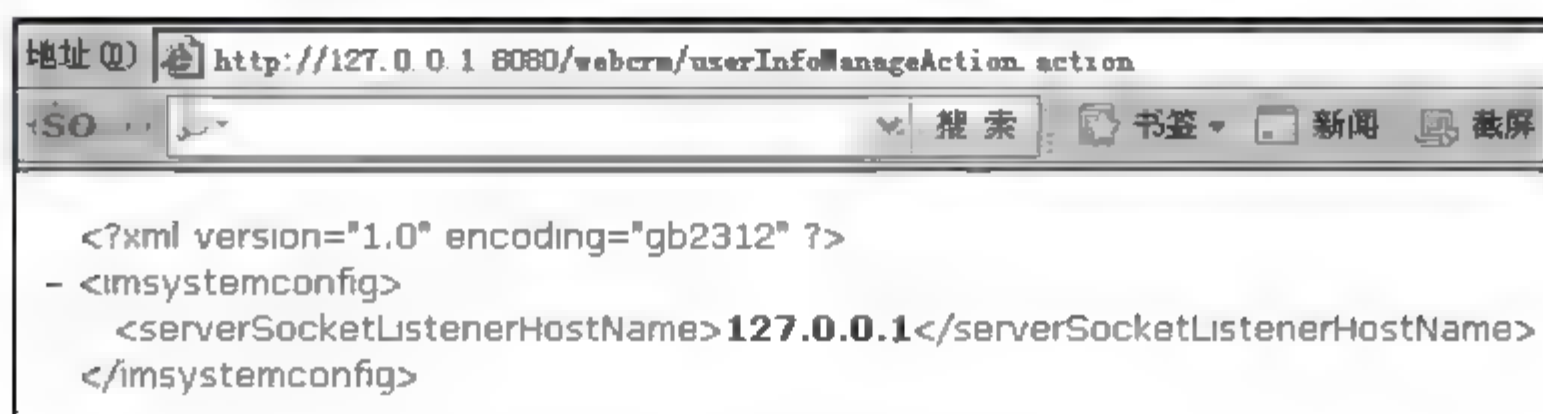 地址(D) http://127.0.0.1 8080/webcrm/userInfoManageAction.action
SO 搜索 书签 新闻 截屏
<?xml version="1.0" encoding="gb2312" ?>
- <imsystemconfig>
<serverSocketListenerHostName>127.0.0.1</serverSocketListenerHostName>
</imsystemconfig>